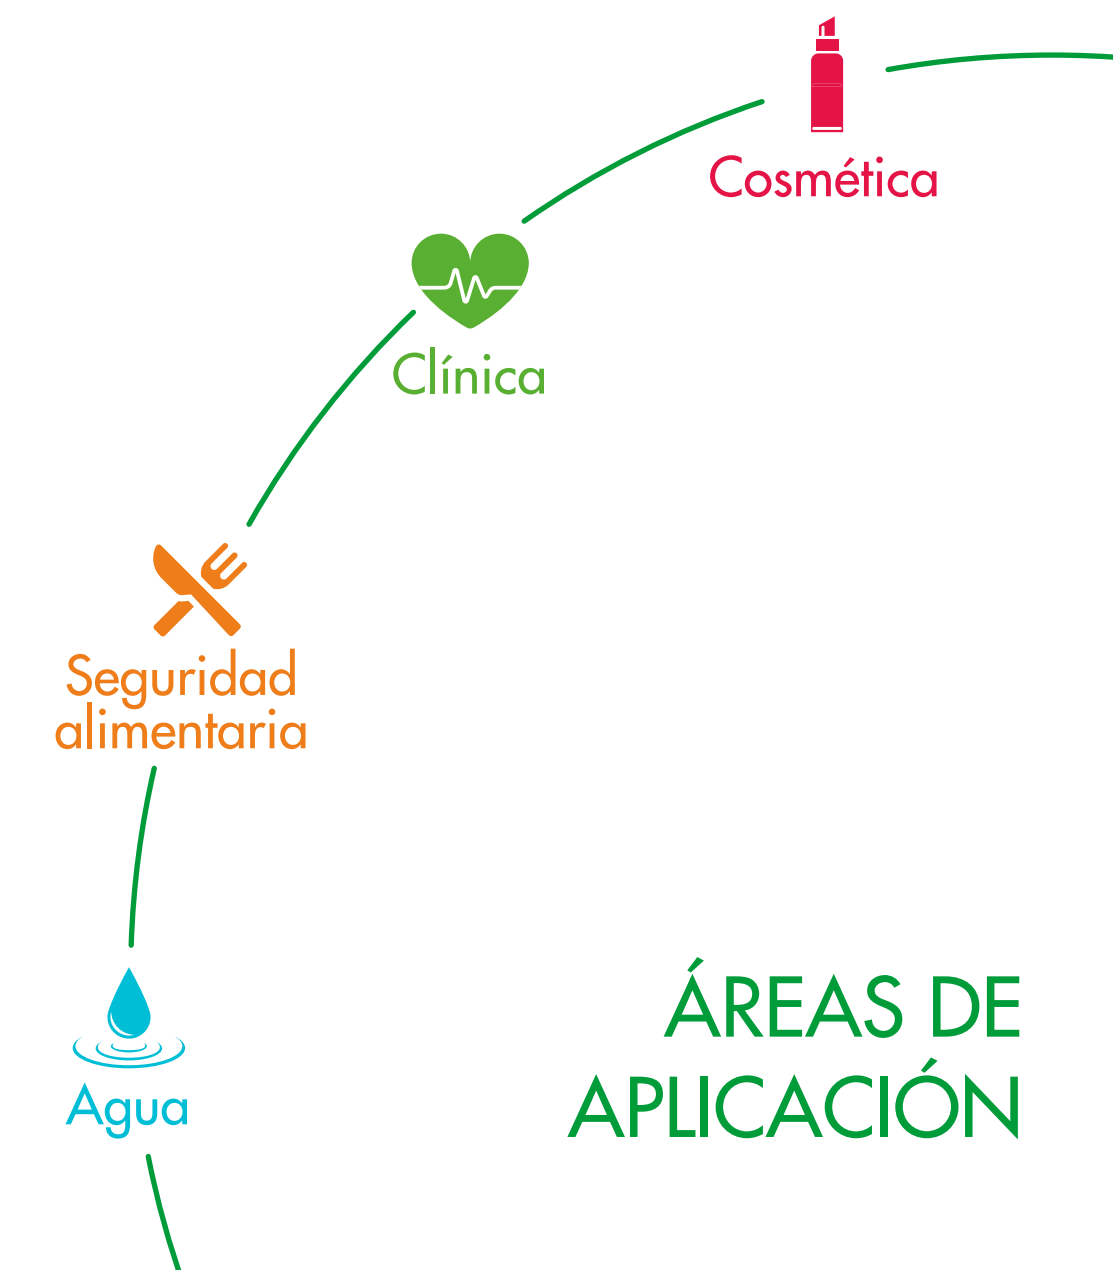 Cosmética
Clínica
Seguridad
alimentaria
Agua
ÁREAS DE
APLICACIÓN